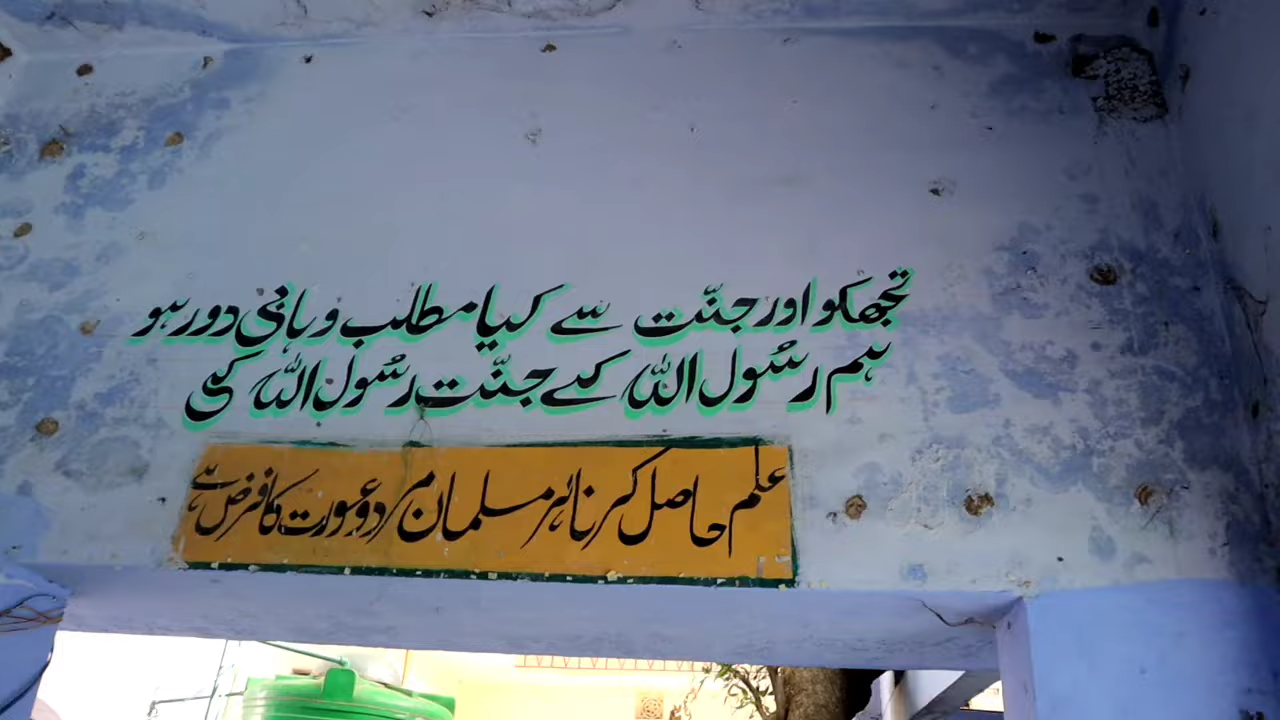 تجھکو اور جنّت سے کیا مطلب وہابی دور ہو
ہم رسُول اللہ کے جنّت رسُول اللہ کی
علم حاصل کرنا ہر مسلمان مرد و عورت کا فرض ہے